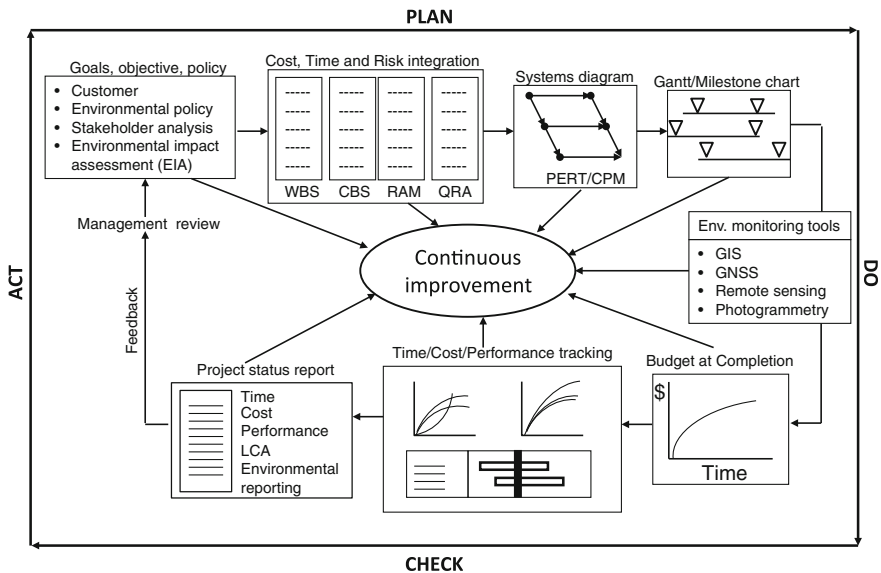 PLAN
Goals, objective, policy
• Customer
• Environmental policy
• Stakeholder analysis
• Environmental impact
assessment (EIA)
Cost, Time and Risk integration
WBS CBS RAM QRA
Systems diagram
PERT/CPM
Gantt/Milestone chart
Env. monitoring tools
• GIS
• GNSS
• Remote sensing
• Photogrammetry
DO
Continuous
improvement
Management review
Feedback
ACT
Project status report
Time
Cost
Performance
LCA
Environmental
reporting
Time/Cost/Performance tracking
Budget at Completion
$
Time
CHECK